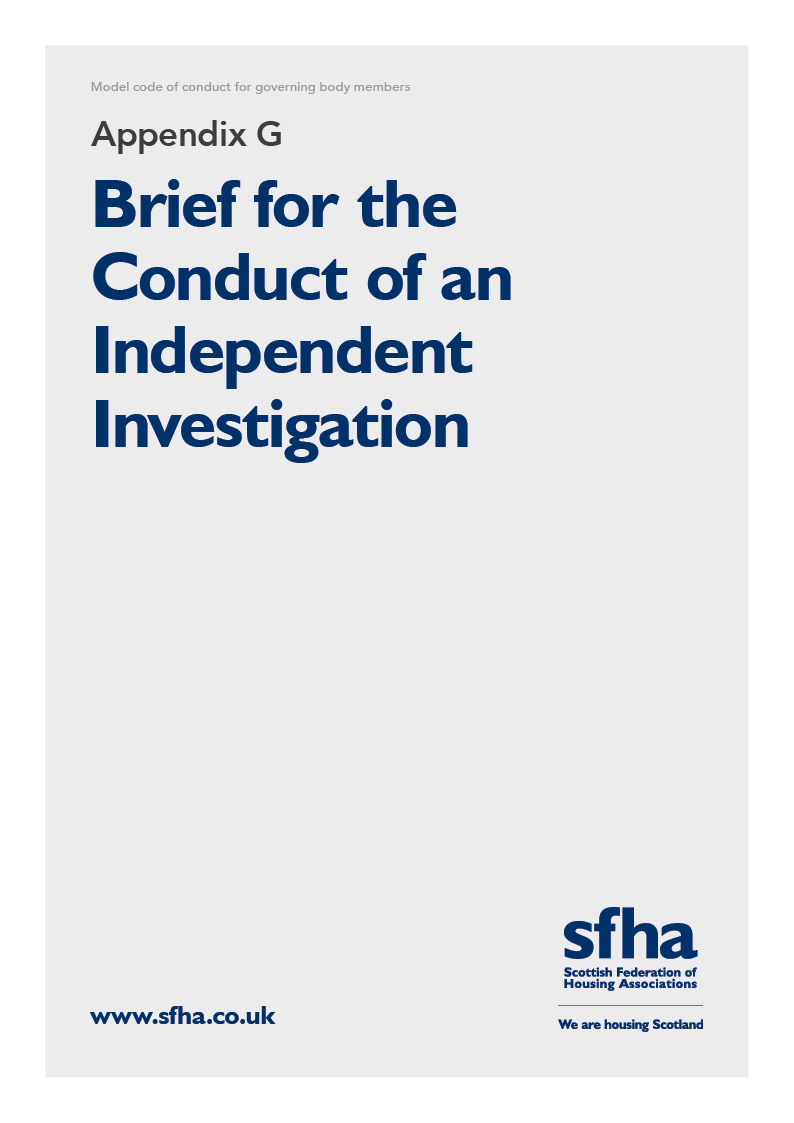 Model code of conduct for governing body members
Appendix G
Brief for the
Conduct of an
Independent
Investigation
sfha
Scottish Federation of
Housing Associations
We are housing Scotland
www.sfha.co.uk